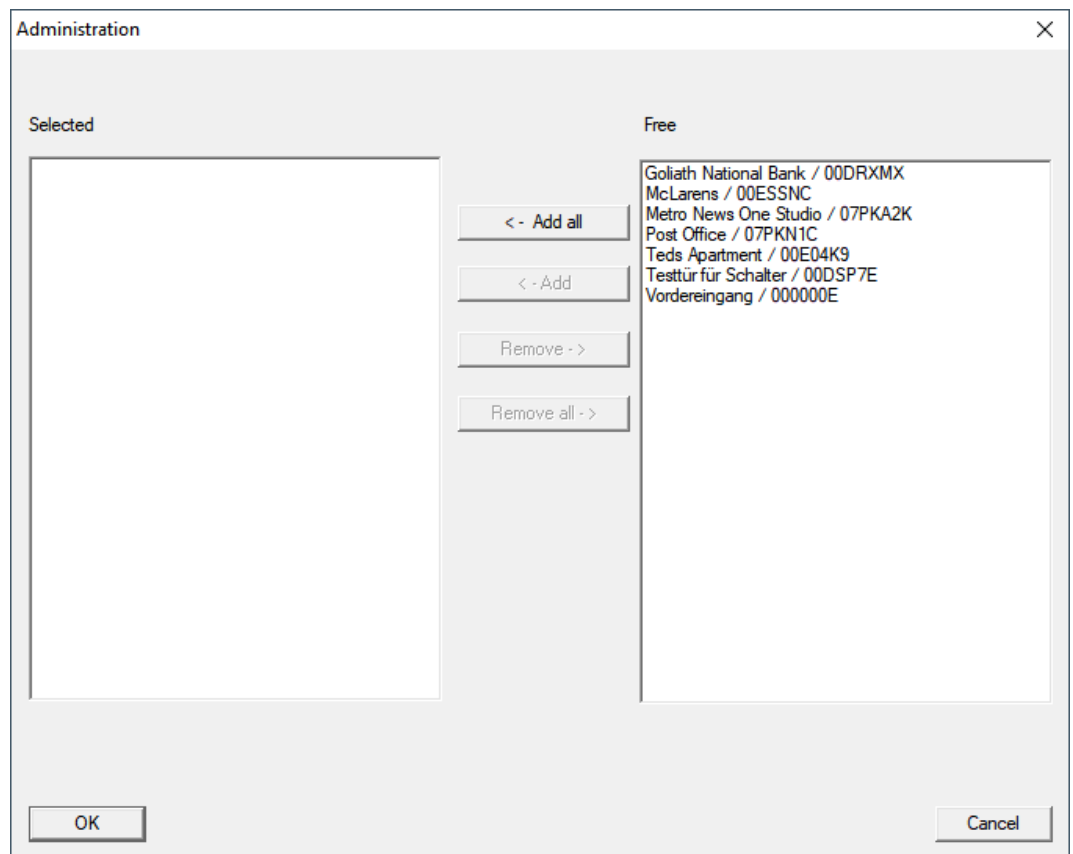 Administration
Selected
Free
Goliath National Bank / 00DRXMX
McLarens / 00ESSNC
Metro News One Studio / 07PKA2K
Post Office / 07PKN1C
Teds Apartment / 00E04K9
Testtür für Schalter / 00DSP7E
Vordereingang / 000000E
< - Add all
< - Add
Remove - >
Remove all - >
OK
Cancel